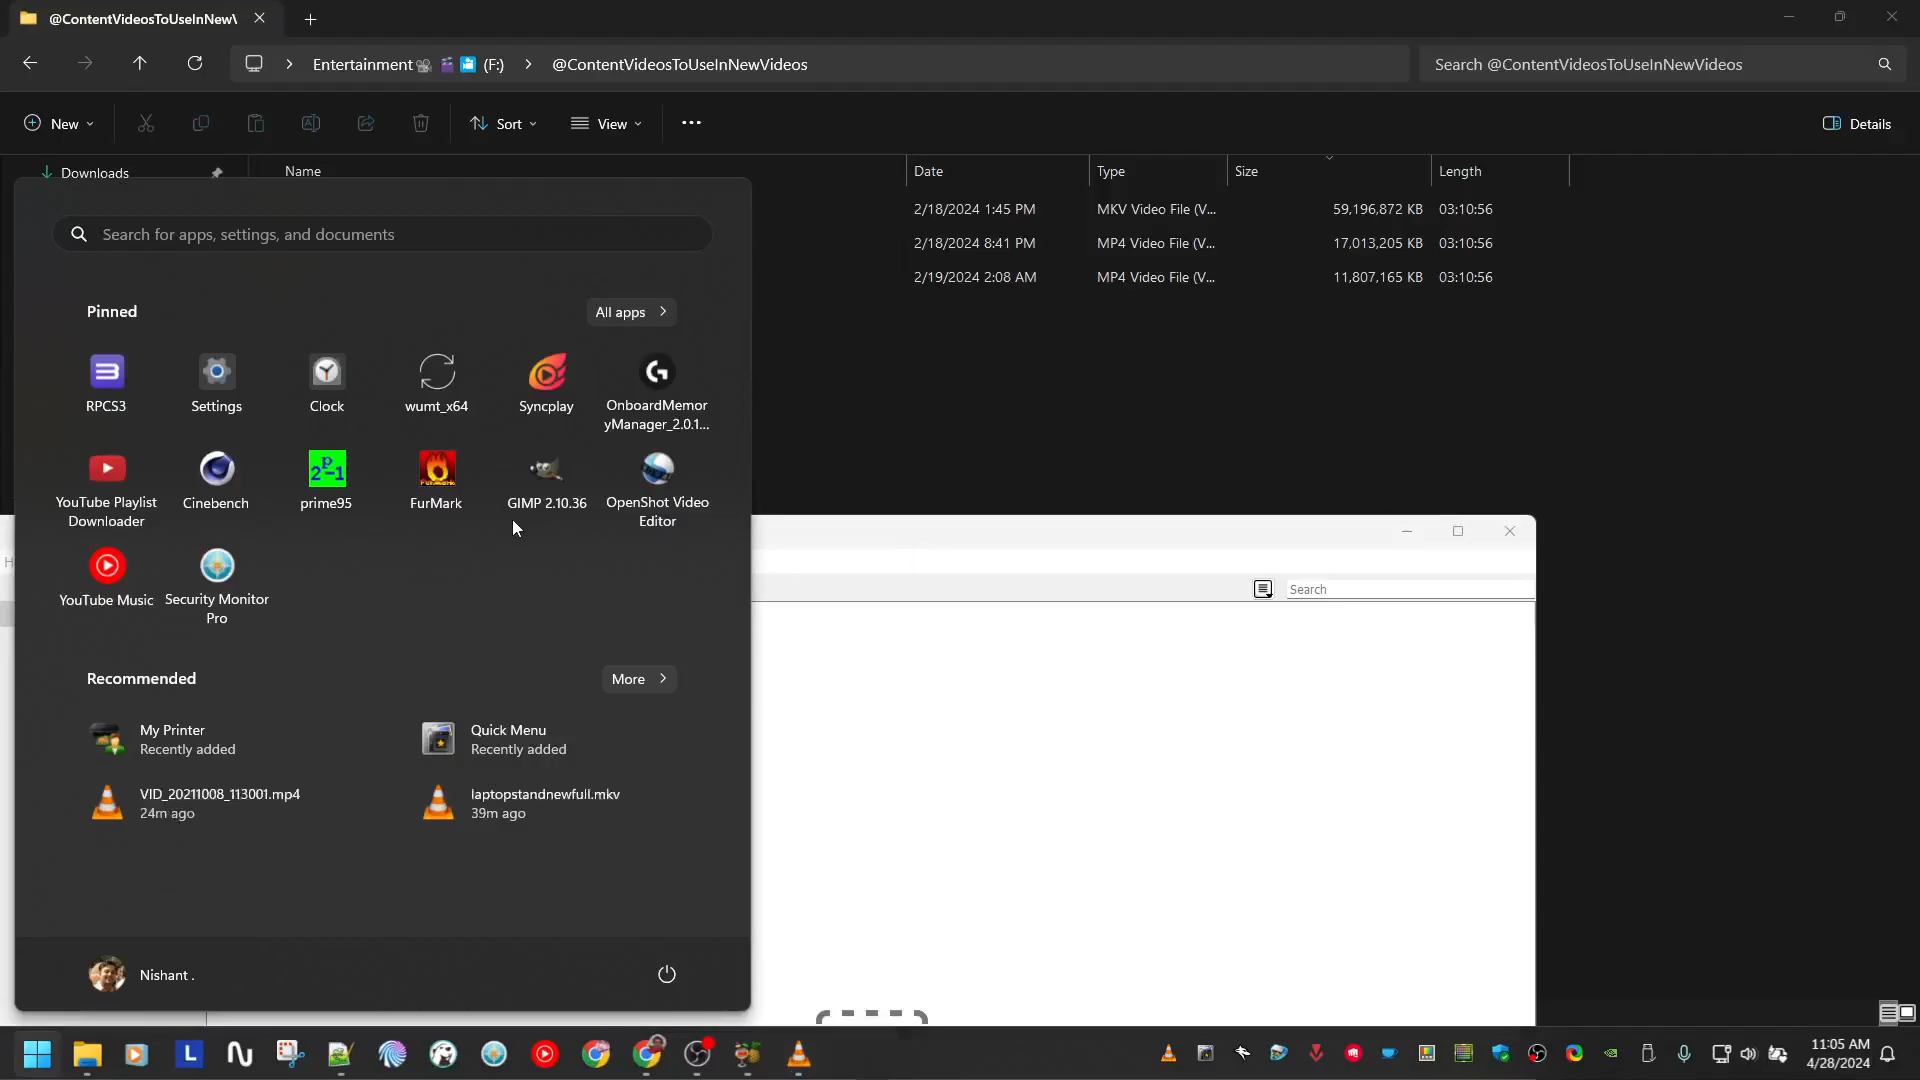 @ContentVideosToUseInNewV
Entertainment (F:) > @ContentVideosToUseInNewVideos
Search @ContentVideosToUseInNewVideos
New
Sort
View
Details
Downloads
Name
Date
Type
Size
Length
2/18/2024 1:45 PM MKV Video File (V... 59,196,872 KB 03:10:56
2/18/2024 8:41 PM MP4 Video File (V... 17,013,205 KB 03:10:56
2/19/2024 2:08 AM MP4 Video File (V... 11,807,165 KB 03:10:56
Search for apps, settings, and documents
Pinned
All apps
RPCS3
Settings
Clock
wumt_x64
Syncplay
OnboardMemor
yManager_2.0.1...
YouTube Playlist
Downloader
Cinebench
prime95
FurMark
GIMP 2.10.36
OpenShot Video
Editor
YouTube Music
Security Monitor
Pro
Search
Recommended
More
My Printer
Recently added
Quick Menu
Recently added
VID_20211008_113001.mp4
24m ago
laptopstandnewfull.mkv
39m ago
Nishant .
11:05 AM
4/28/2024